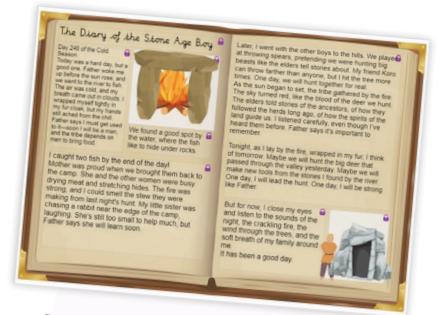 The Diary of the Stone Age Boy
Day 248 of the Cold
Season
Today was a hard day, but a
good one. Father woke me
up before the sun rose, and
we went to the river to fish.
The air was cold, and my
breath came out in clouds. I
wrapped myself tightly in
my fur cloak, but my hands
still ached from the chill.
Father says I must get used
to it—soon I will be a man,
and the tribe depends on
men to bring food.
We found a good spot by
the water, where the fish
like to hide under rocks.
I caught two fish by the end of the day!
Mother was proud when we brought them back to
the camp. She and the other women were busy
drying meat and stretching hides. The fire was
strong, and I could smell the stew they were
making from last night's hunt. My little sister was
chasing a rabbit near the edge of the camp,
laughing. She's still too small to help much, but
Father says she will learn soon.
Later, I went with the other boys to the hills. We played
at throwing spears, pretending we were hunting big
beasts like the elders tell stories about. My friend Koro
can throw farther than anyone, but I hit the tree more
times. One day, we will hunt together for real.
As the sun began to set, the tribe gathered by the fire.
The sky turned red, like the blood of the deer we hunt.
The elders told stories of the ancestors, of how they
followed the herds long ago, of how the spirits of the
land guide us. I listened carefully, even though I've
heard them before. Father says it's important to
remember.
Tonight, as I lay by the fire, wrapped in my fur, I think
of tomorrow. Maybe we will hunt the big deer that
passed through the valley yesterday. Maybe we will
make new tools from the stones I found by the river.
One day, I will lead the hunt. One day, I will be strong
like Father.
But for now, I close my eyes
and listen to the sounds of the
night, the crackling fire, the
wind through the trees, and the
soft breath of my family around
me.
It has been a good day.